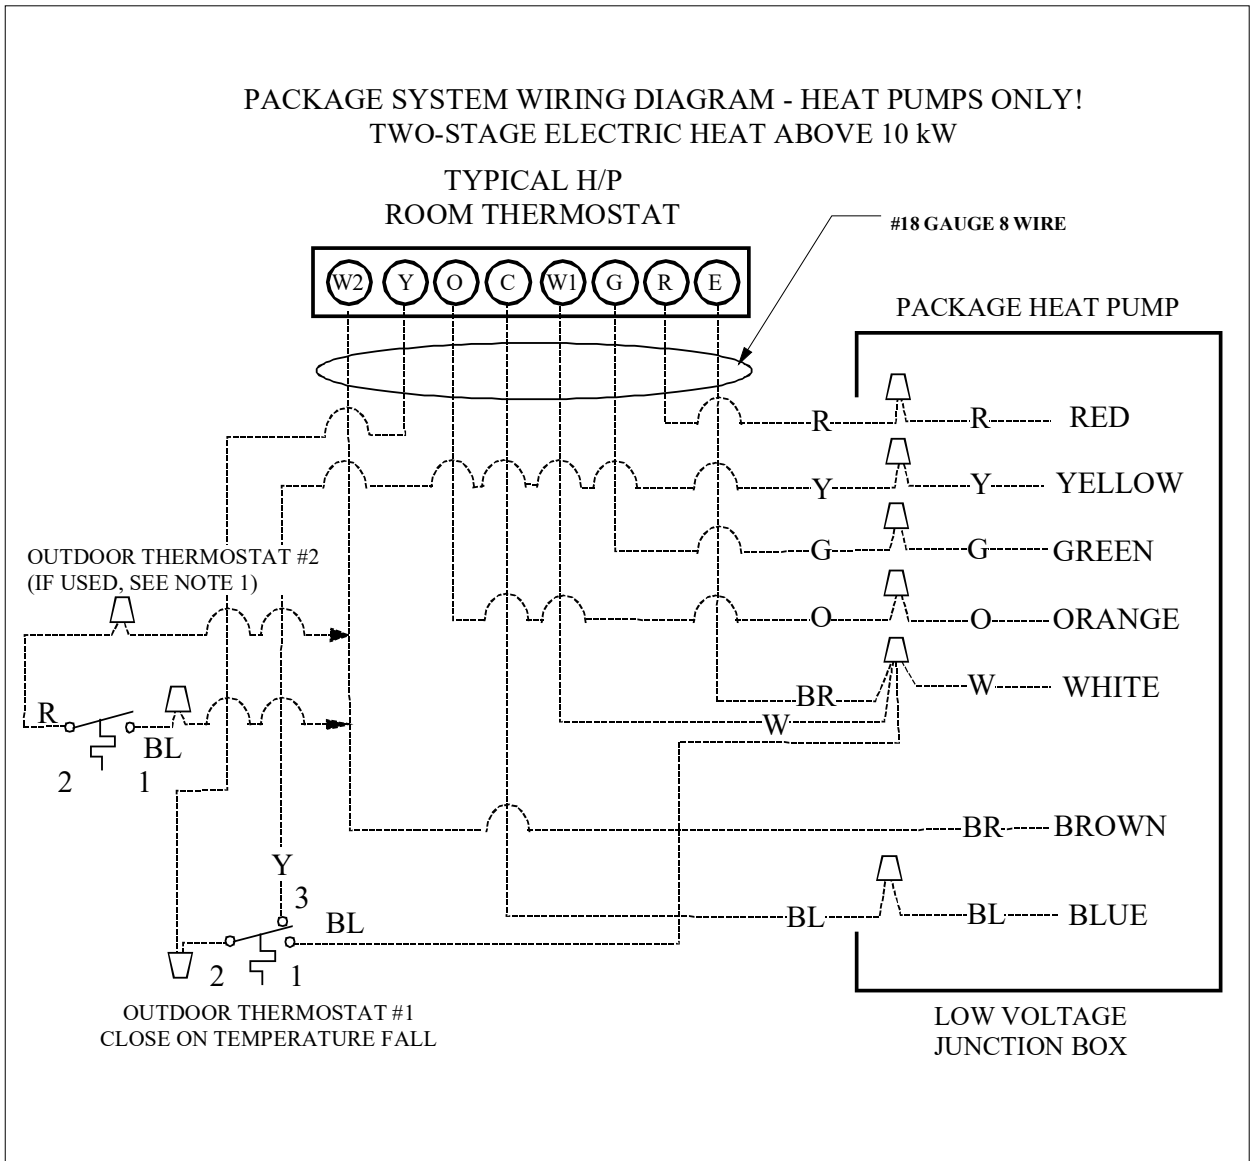 PACKAGE SYSTEM WIRING DIAGRAM - HEAT PUMPS ONLY!
TWO-STAGE ELECTRIC HEAT ABOVE 10 kW
TYPICAL H/P
ROOM THERMOSTAT
#18 GAUGE 8 WIRE
W2 Y O C W1 G R E
PACKAGE HEAT PUMP
R R RED
Y Y YELLOW
G G GREEN
OUTDOOR THERMOSTAT #2
(IF USED, SEE NOTE 1)
O O ORANGE
BR W WHITE
W
R
BL
2 1
BR BROWN
Y
3
BL
BL BL BLUE
2 1
OUTDOOR THERMOSTAT #1
CLOSE ON TEMPERATURE FALL
LOW VOLTAGE
JUNCTION BOX